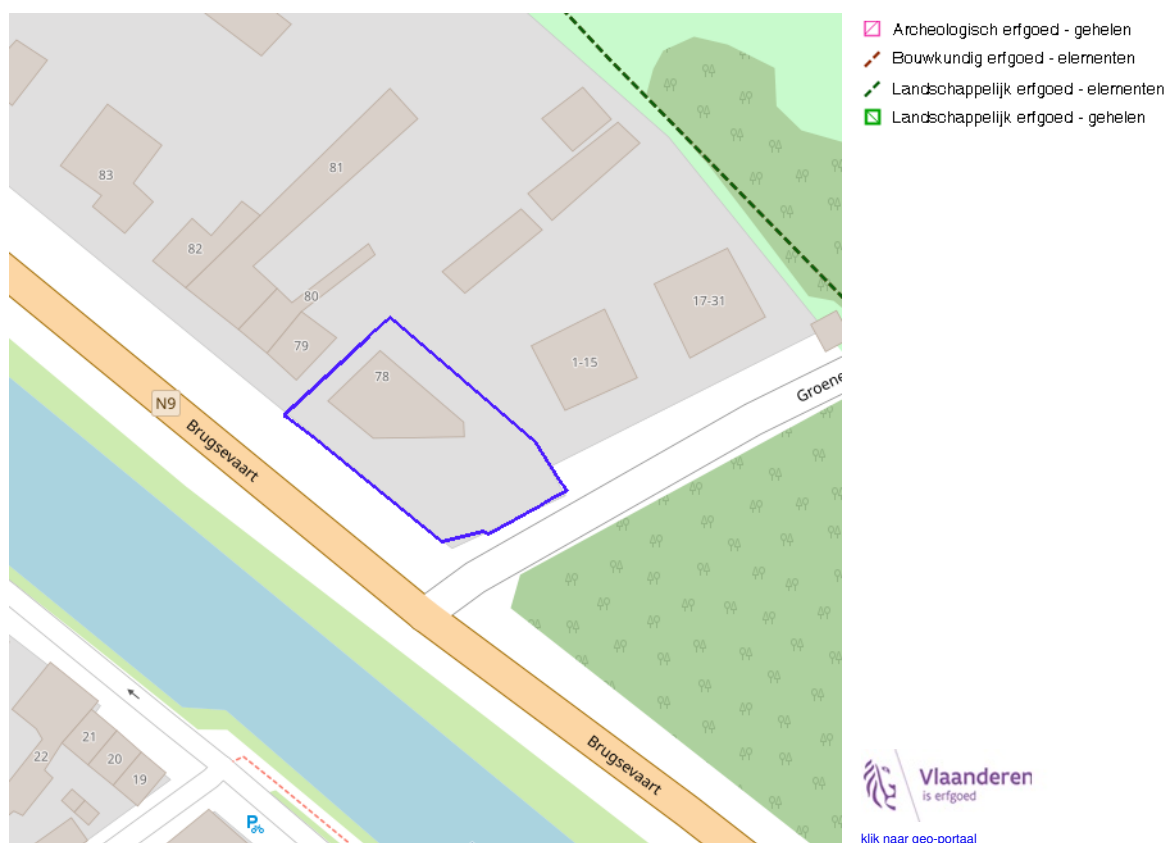 Archeologisch erfgoed - gehelen
Bouwkundig erfgoed - elementen
Landschappelijk erfgoed - elementen
Landschappelijk erfgoed - gehelen
83
81
82
80
79
78
17-31
1-15
Groene
N9
Brugsevaart
Brugsevaart
22
21
20
19
P
Vlaanderen
is erfgoed
klik naar geo-portaal